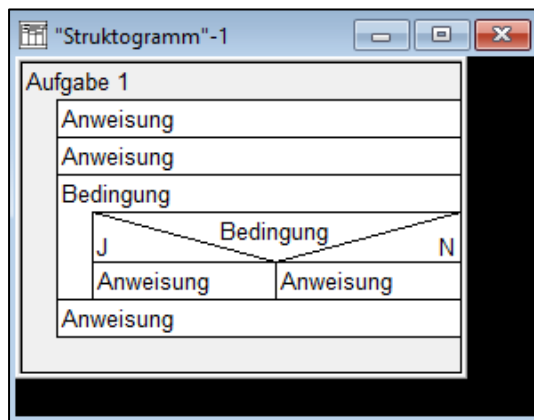 "Struktogramm"-1
Aufgabe 1
Anweisung
Anweisung
Bedingung
Bedingung
J N
Anweisung Anweisung
Anweisung